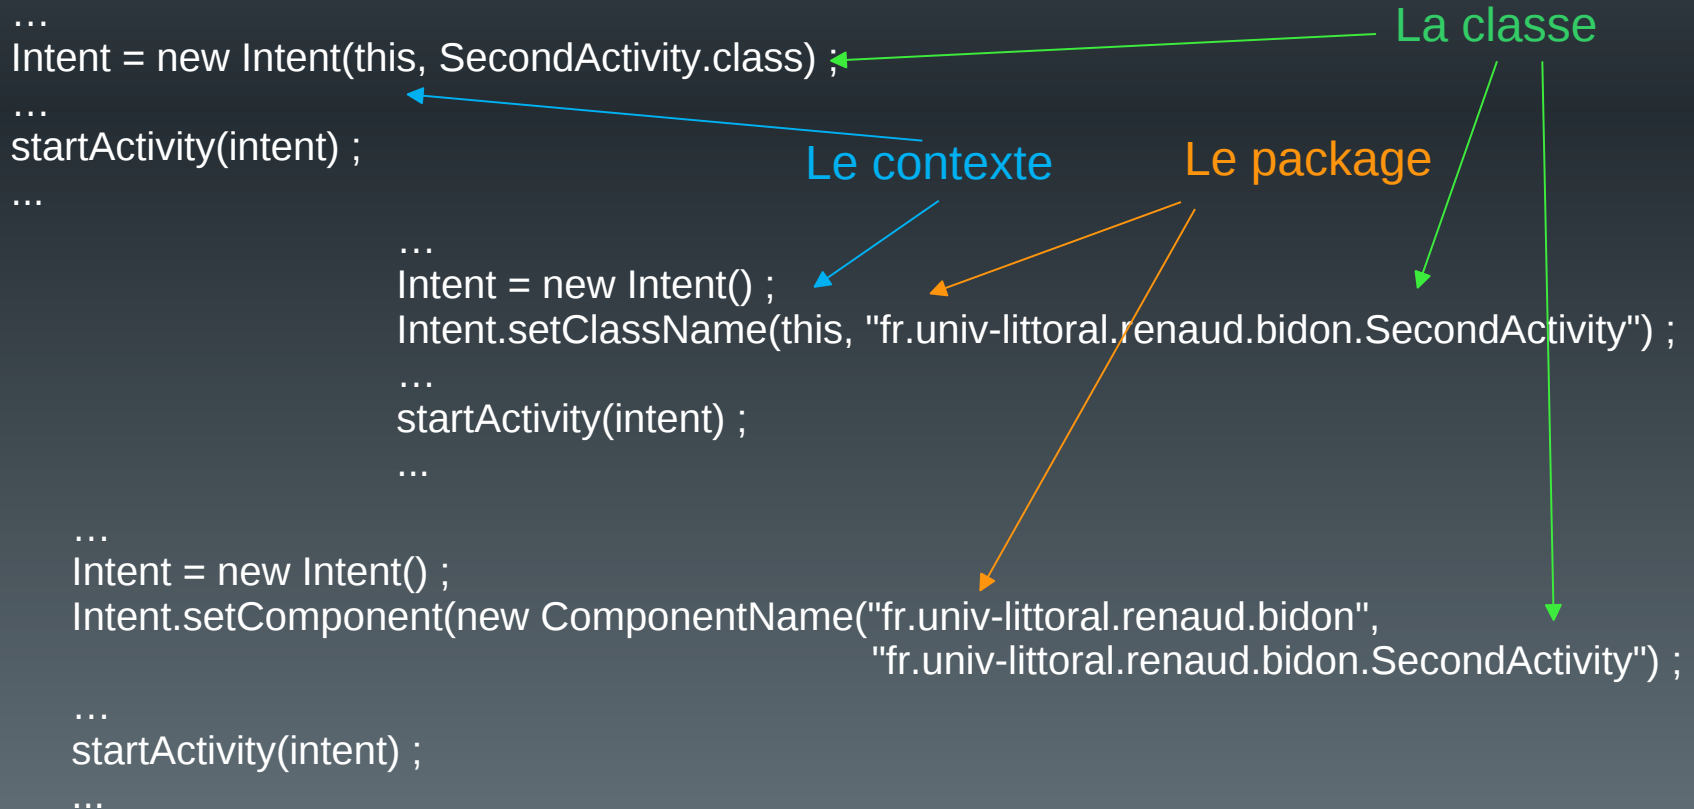 …
Intent = new Intent(this, SecondActivity.class) ;
…
startActivity(intent) ;
...
La classe
Le contexte
Le package
…
Intent = new Intent() ;
Intent.setClassName(this, "fr.univ-littoral.renaud.bidon.SecondActivity") ;
…
startActivity(intent) ;
...
…
Intent = new Intent() ;
Intent.setComponent(new ComponentName("fr.univ-littoral.renaud.bidon",
"fr.univ-littoral.renaud.bidon.SecondActivity") ;
…
startActivity(intent) ;
...